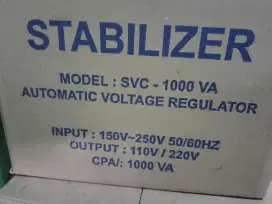 STABILIZER
MODEL : SVC - 1000 VA
AUTOMATIC VOLTAGE REGULATOR
INPUT : 150V~250V 50/60HZ
OUTPUT : 110V / 220V
CPA/: 1000 VA